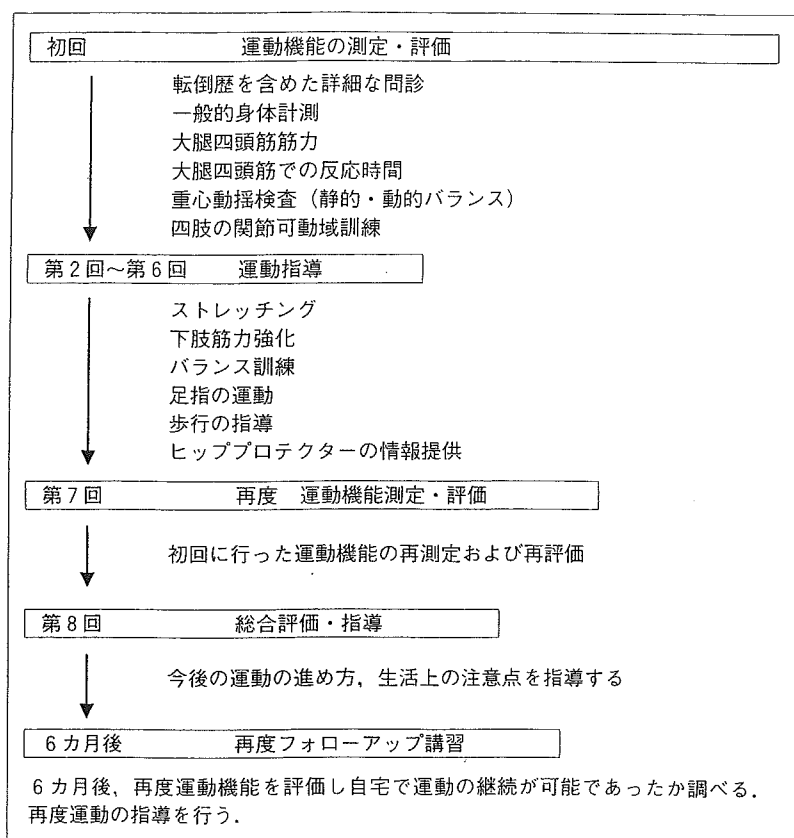 初回 運動機能の測定・評価
転倒歴を含めた詳細な問診
一般的身体計測
大腿四頭筋筋力
大腿四頭筋での反応時間
重心動揺検査（静的・動的バランス）
四肢の関節可動域訓練
第2回～第6回 運動指導
ストレッチング
下肢筋力強化
バランス訓練
足指の運動
歩行の指導
ヒッププロテクターの情報提供
第7回 再度 運動機能測定・評価
初回に行った運動機能の再測定および再評価
第8回 総合評価・指導
今後の運動の進め方，生活上の注意点を指導する
6カ月後 再度フォローアップ講習
6カ月後，再度運動機能を評価し自宅で運動の継続が可能であったか調べる．
再度運動の指導を行う．